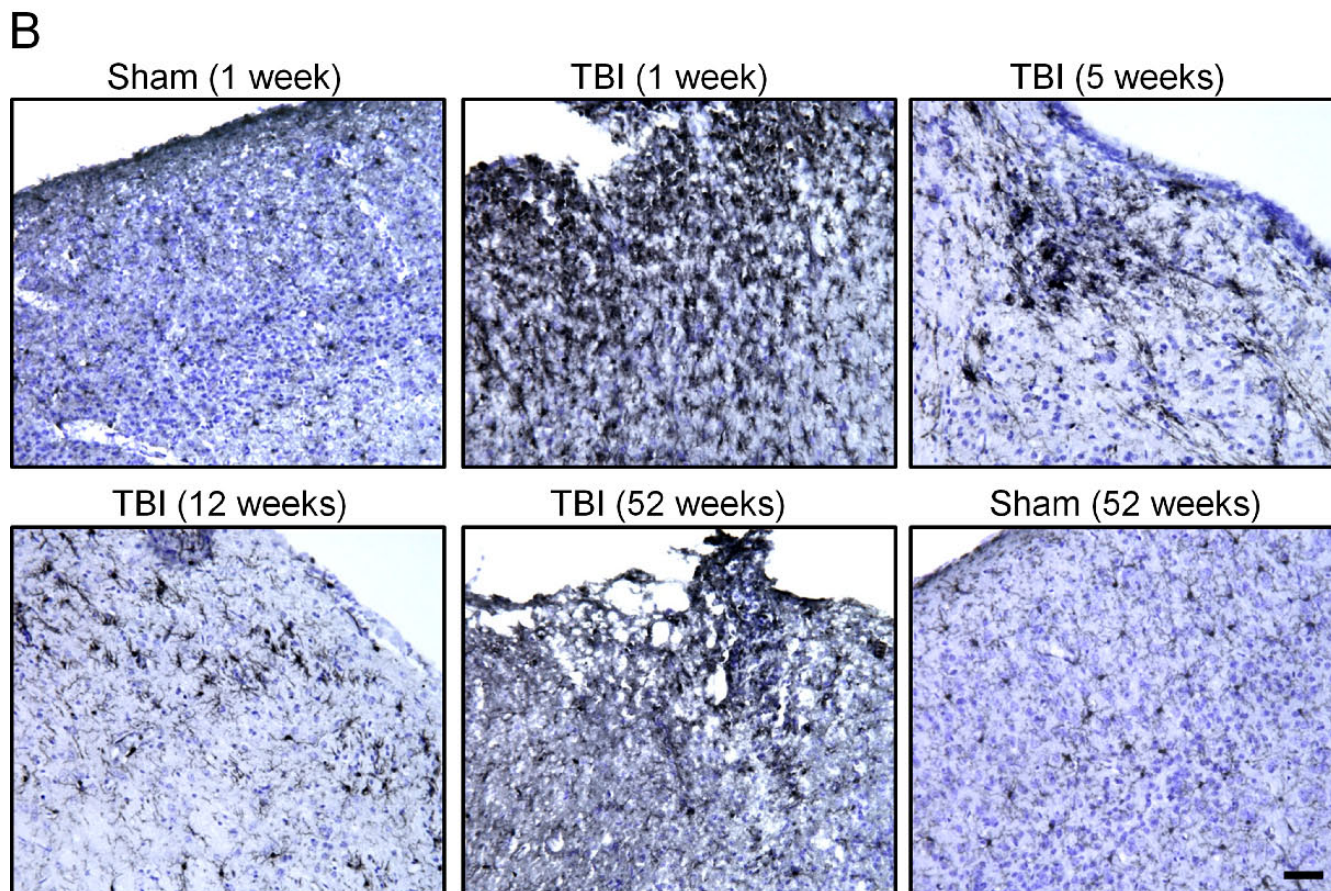 B
Sham (1 week)
TBI (1 week)
TBI (5 weeks)
TBI (12 weeks)
TBI (52 weeks)
Sham (52 weeks)